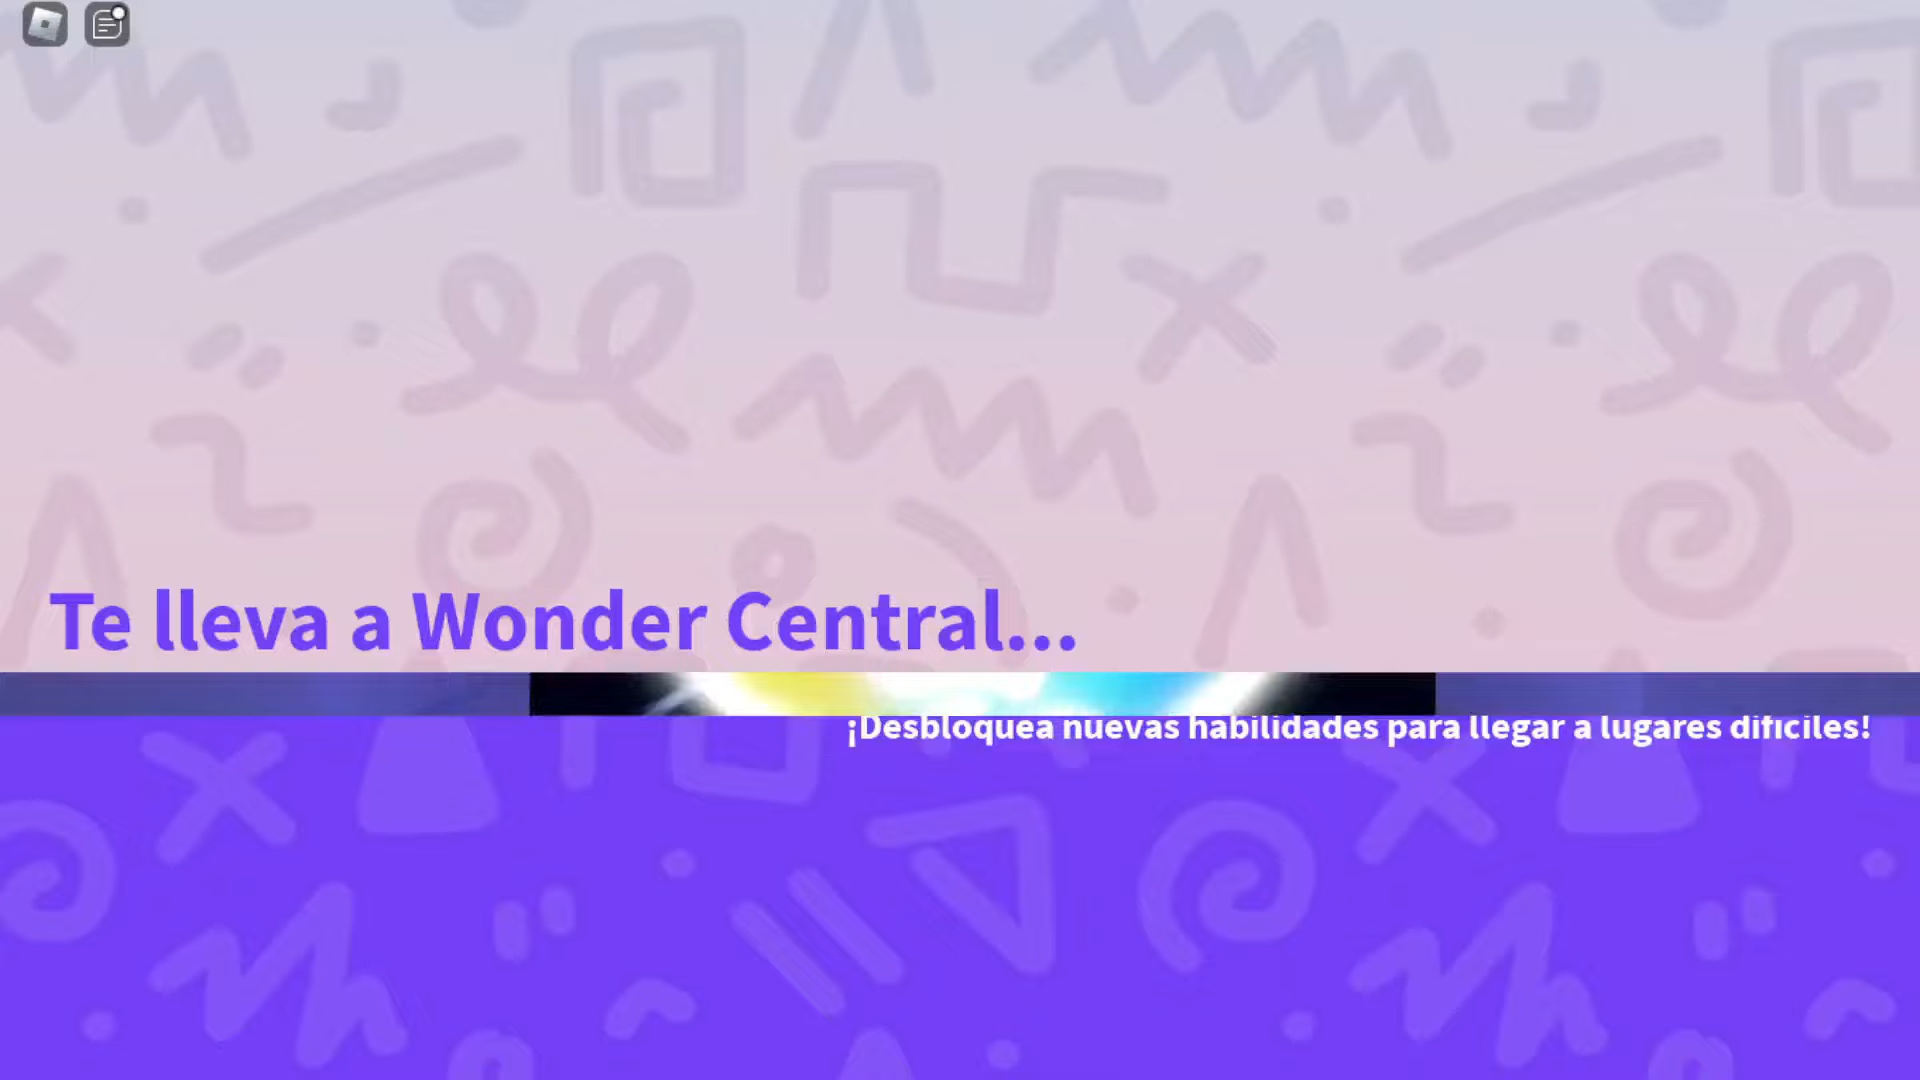 Te lleva a Wonder Central...
¡Desbloquea nuevas habilidades para llegar a lugares difíciles!